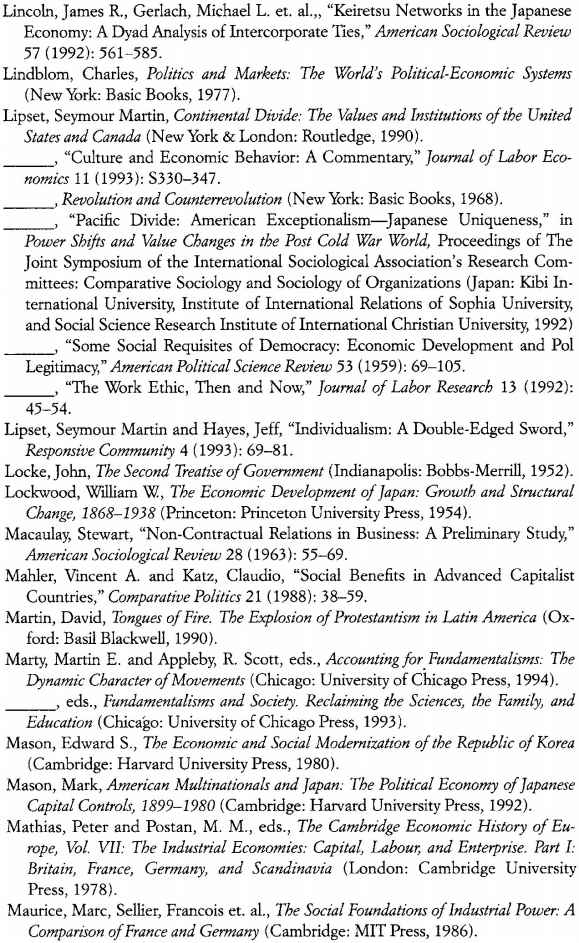 Lincoln, James R., Gerlach, Michael L. et. al.,, “Keiretsu Networks in the Japanese
Economy: A Dyad Analysis of Intercorporate Ties,” American Sociological Review
57 (1992): 561–585.
Lindblom, Charles, Politics and Markets: The World’s Political-Economic Systems
(New York: Basic Books, 1977).
Lipset, Seymour Martin, Continental Divide: The Values and Institutions of the United
States and Canada (New York & London: Routledge, 1990).
______, “Culture and Economic Behavior: A Commentary,” Journal of Labor Eco-
nomics 11 (1993): S330–347.
______, Revolution and Counterrevolution (New York: Basic Books, 1968).
______, “Pacific Divide: American Exceptionalism—Japanese Uniqueness,” in
Power Shifts and Value Changes in the Post Cold War World, Proceedings of The
Joint Symposium of the International Sociological Association’s Research Com-
mittees: Comparative Sociology and Sociology of Organizations (Japan: Kibi In-
ternational University, Institute of International Relations of Sophia University,
and Social Science Research Institute of International Christian University, 1992)
______, “Some Social Requisites of Democracy: Economic Development and Pol
Legitimacy,” American Political Science Review 53 (1959): 69–105.
______, “The Work Ethic, Then and Now,” Journal of Labor Research 13 (1992):
45–54.
Lipset, Seymour Martin and Hayes, Jeff, “Individualism: A Double-Edged Sword,”
Responsive Community 4 (1993): 69–81.
Locke, John, The Second Treatise of Government (Indianapolis: Bobbs-Merrill, 1952).
Lockwood, William W., The Economic Development of Japan: Growth and Structural
Change, 1868–1938 (Princeton: Princeton University Press, 1954).
Macaulay, Stewart, “Non-Contractual Relations in Business: A Preliminary Study,”
American Sociological Review 28 (1963): 55–69.
Mahler, Vincent A. and Katz, Claudio, “Social Benefits in Advanced Capitalist
Countries,” Comparative Politics 21 (1988): 38–59.
Martin, David, Tongues of Fire. The Explosion of Protestantism in Latin America (Ox-
ford: Basil Blackwell, 1990).
Marty, Martin E. and Appleby, R. Scott, eds., Accounting for Fundamentalisms: The
Dynamic Character of Movements (Chicago: University of Chicago Press, 1994).
______, eds., Fundamentalisms and Society. Reclaiming the Sciences, the Family, and
Education (Chicago: University of Chicago Press, 1993).
Mason, Edward S., The Economic and Social Modernization of the Republic of Korea
(Cambridge: Harvard University Press, 1980).
Mason, Mark, American Multinationals and Japan: The Political Economy of Japanese
Capital Controls, 1899–1980 (Cambridge: Harvard University Press, 1992).
Mathias, Peter and Postan, M. M., eds., The Cambridge Economic History of Eu-
rope, Vol. VII: The Industrial Economies: Capital, Labour, and Enterprise. Part I:
Britain, France, Germany, and Scandinavia (London: Cambridge University
Press, 1978).
Maurice, Marc, Sellier, Francois et. al., The Social Foundations of Industrial Power: A
Comparison of France and Germany (Cambridge: MIT Press, 1986).